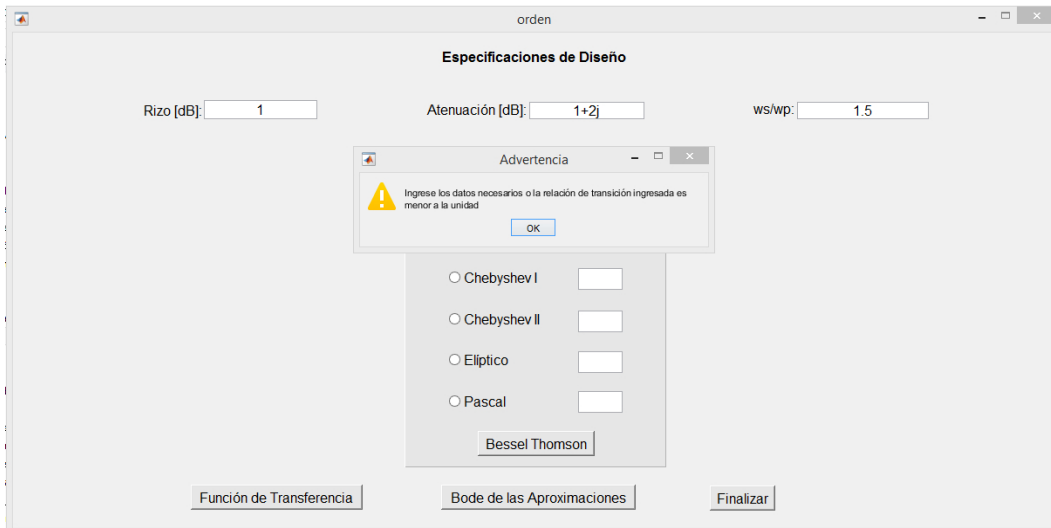 orden
Especificaciones de Diseño
Rizo [dB]: 1 Atenuación [dB]: 1+2j ws/wp: 1.5
Advertencia
Ingrese los datos necesarios o la relación de transición ingresada es
menor a la unidad
OK
Chebyshev I
Chebyshev II
Elíptico
Pascal
Bessel Thomson
Función de Transferencia Bode de las Aproximaciones Finalizar